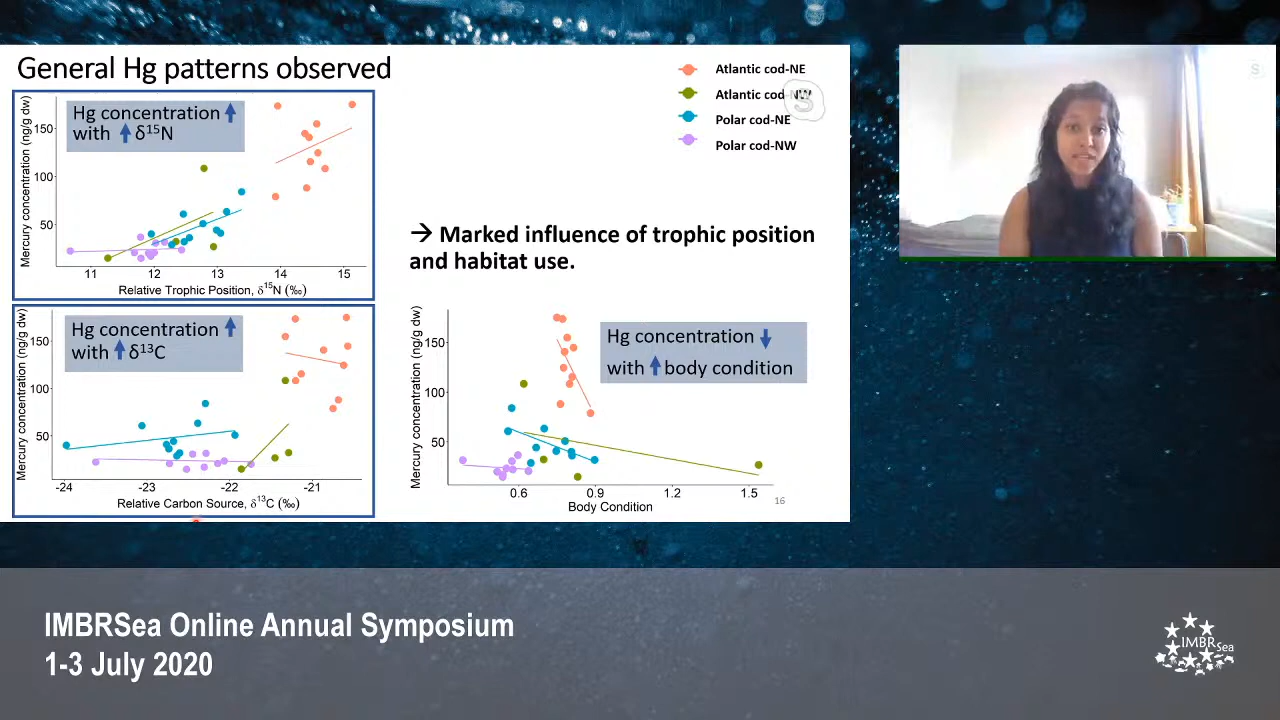 General Hg patterns observed
Atlantic cod-NE
Atlantic cod-NW
Polar cod-NE
Polar cod-NW
Hg concentration ↑
with ↑ δ¹⁵N
Mercury concentration (ng/g dw)
150
100
50
11 12 13 14 15
Relative Trophic Position, δ¹⁵N (‰)
→ Marked influence of trophic position
and habitat use.
Hg concentration ↑
with ↑ δ¹³C
Mercury concentration (ng/g dw)
150
100
50
-24 -23 -22 -21
Relative Carbon Source, δ¹³C (‰)
Hg concentration ↓
with ↑ body condition
Mercury concentration (ng/g dw)
150
100
50
0.6 0.9 1.2 1.5
Body Condition
16
S
S
IMBRSea Online Annual Symposium
1-3 July 2020
IMBRSea